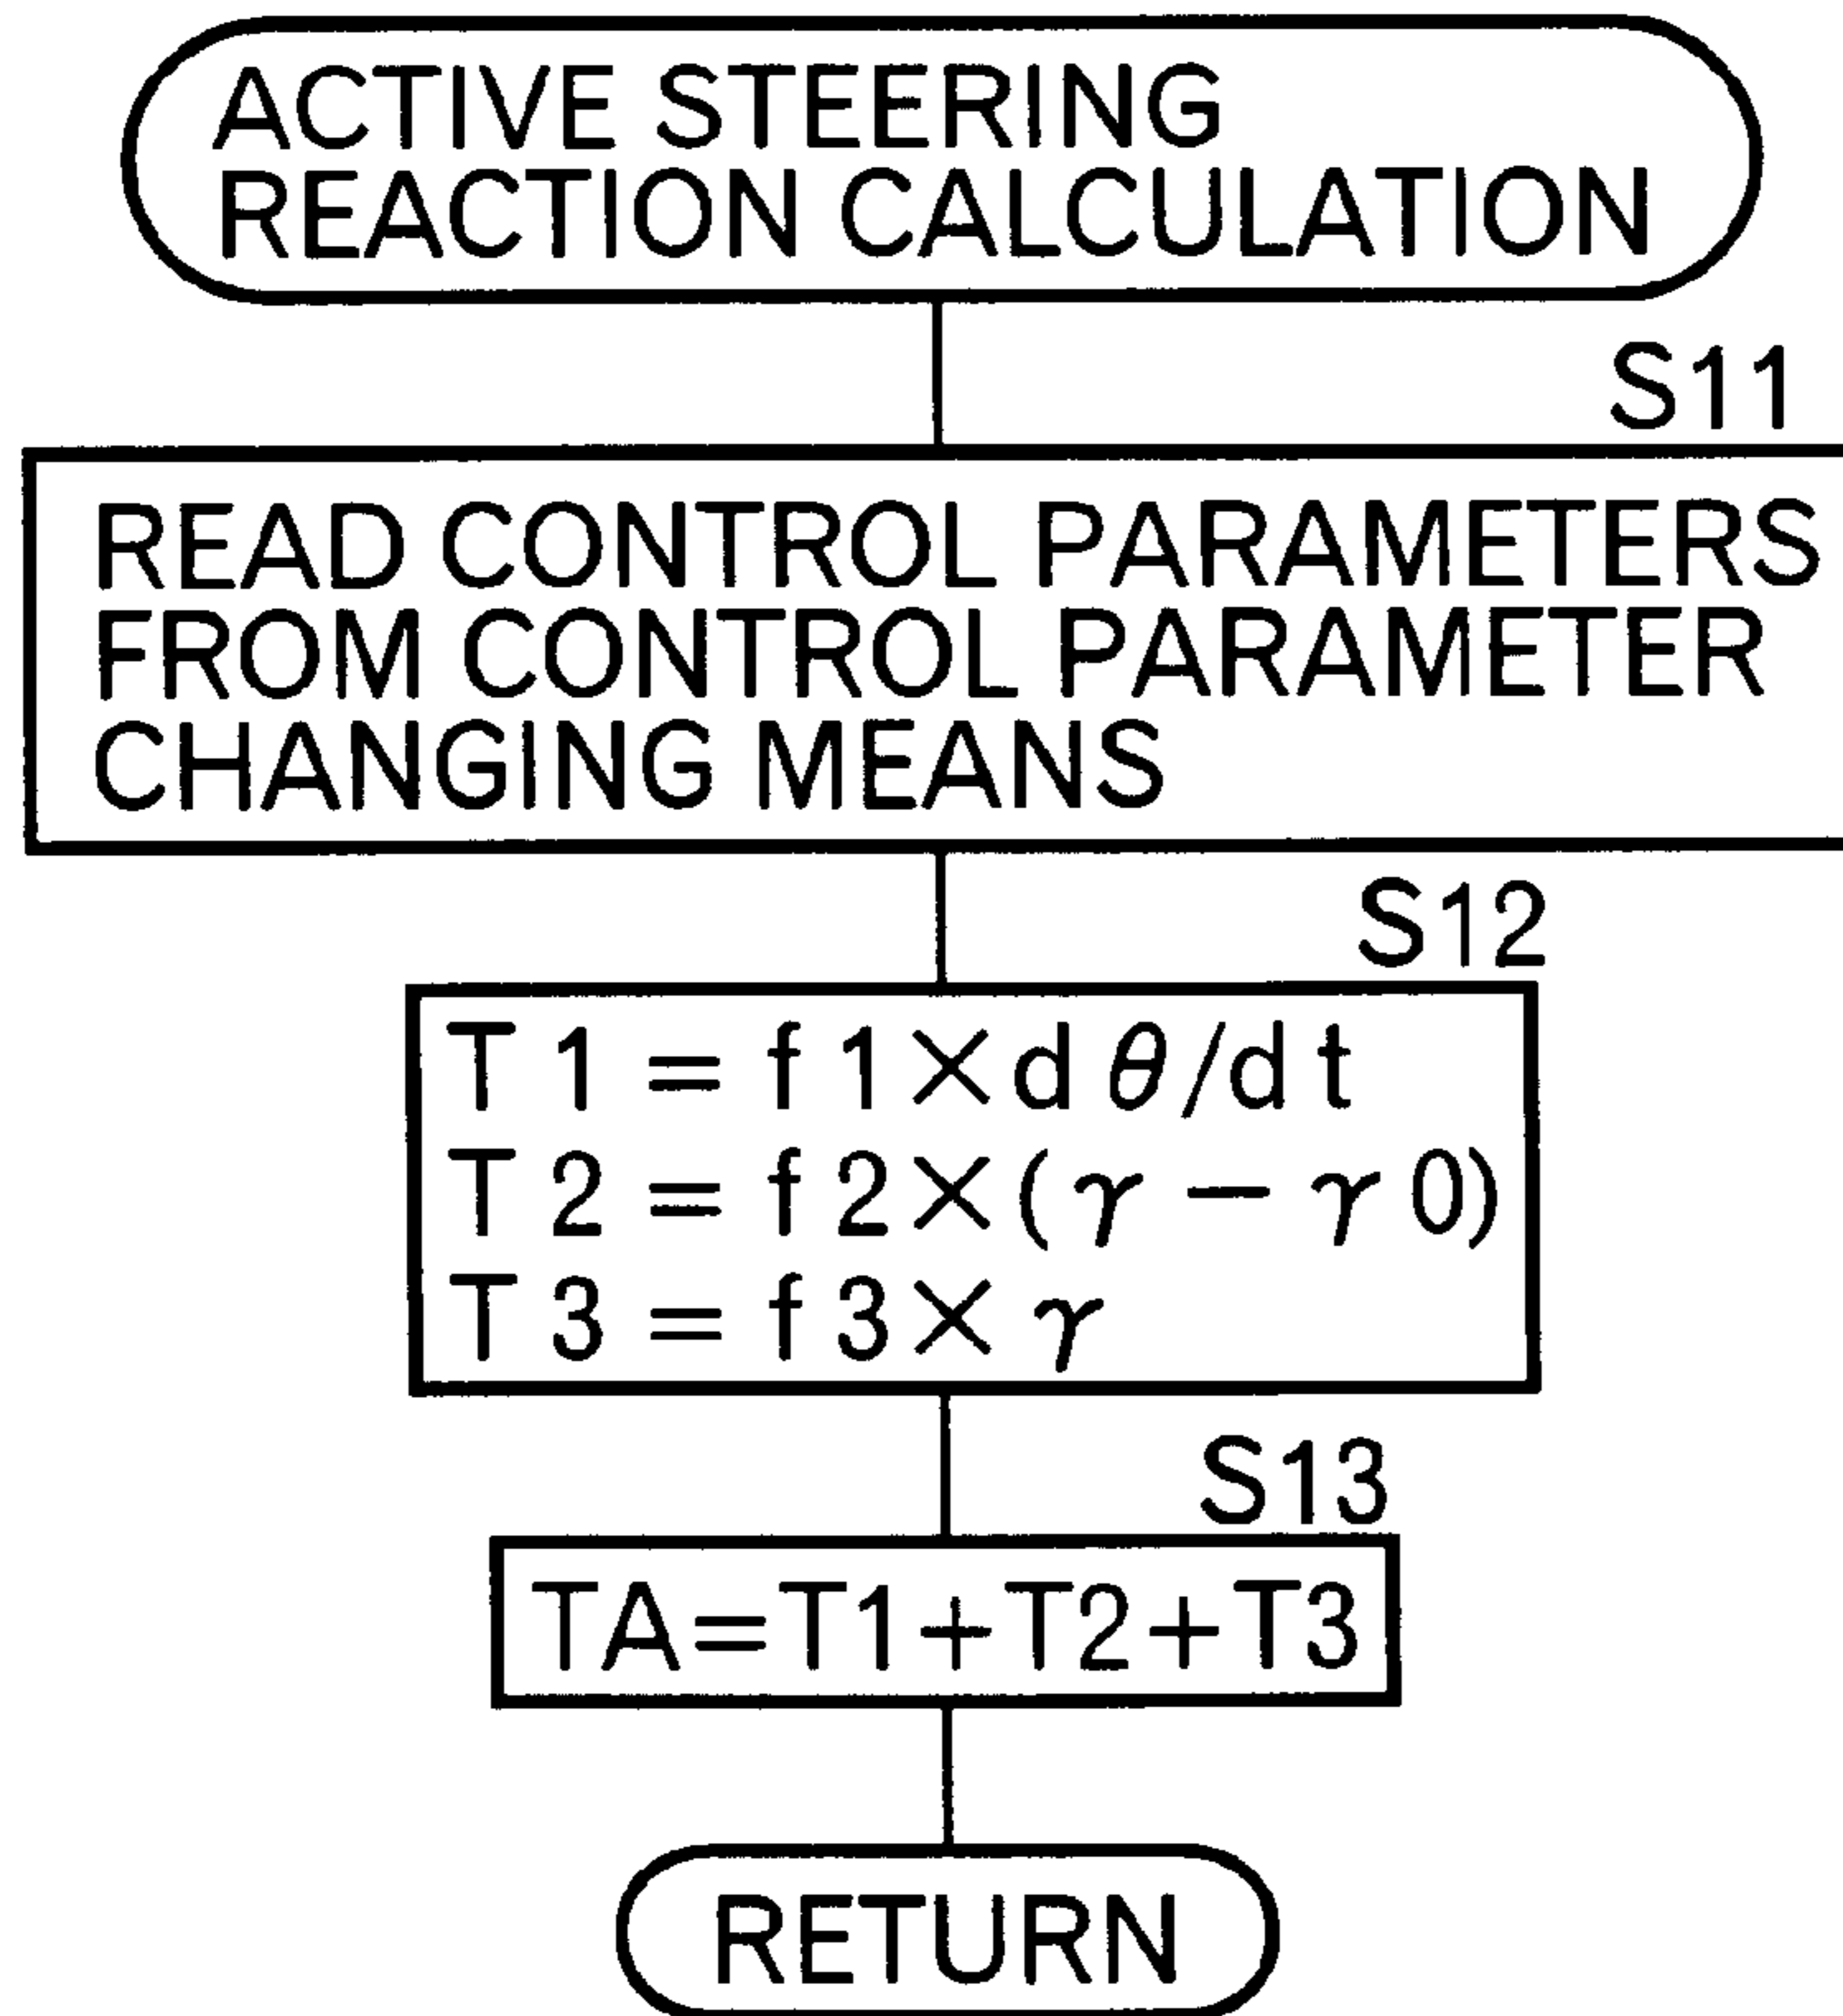 ACTIVE STEERING
REACTION CALCULATION
S11
READ CONTROL PARAMETERS
FROM CONTROL PARAMETER
CHANGING MEANS
S12
T1=f1×dθ/dt
T2=f2×(γ-γ0)
T3=f3×γ
S13
TA=T1+T2+T3
RETURN